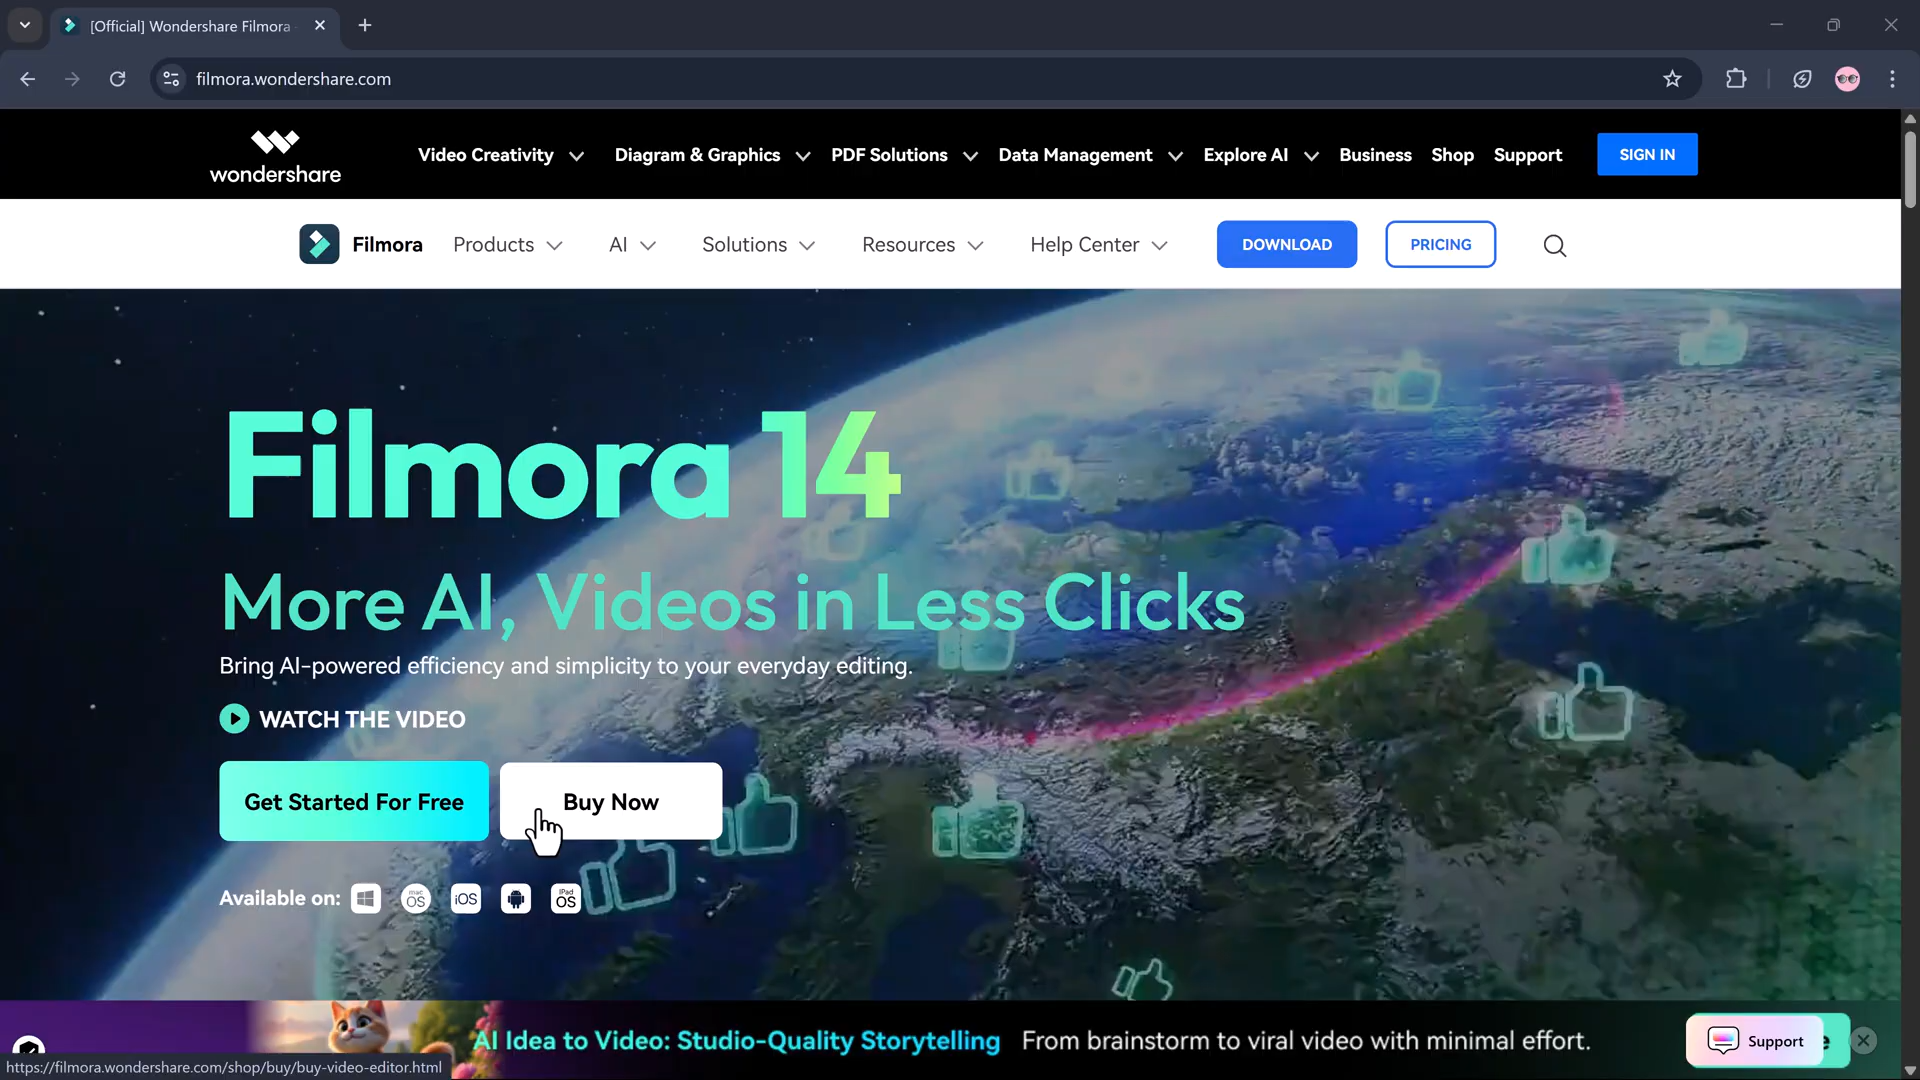 [Official] Wondershare Filmora
filmora.wondershare.com
wondershare
Video Creativity
Diagram & Graphics
PDF Solutions
Data Management
Explore AI
Business
Shop
Support
SIGN IN
Filmora
Products
AI
Solutions
Resources
Help Center
DOWNLOAD
PRICING
Filmora 14
More AI, Videos in Less Clicks
Bring AI-powered efficiency and simplicity to your everyday editing.
WATCH THE VIDEO
Get Started For Free
Buy Now
Available on:
mac OS
iOS
iPad OS
AI Idea to Video: Studio-Quality Storytelling
From brainstorm to viral video with minimal effort.
Support
https://filmora.wondershare.com/shop/buy/buy-video-editor.html